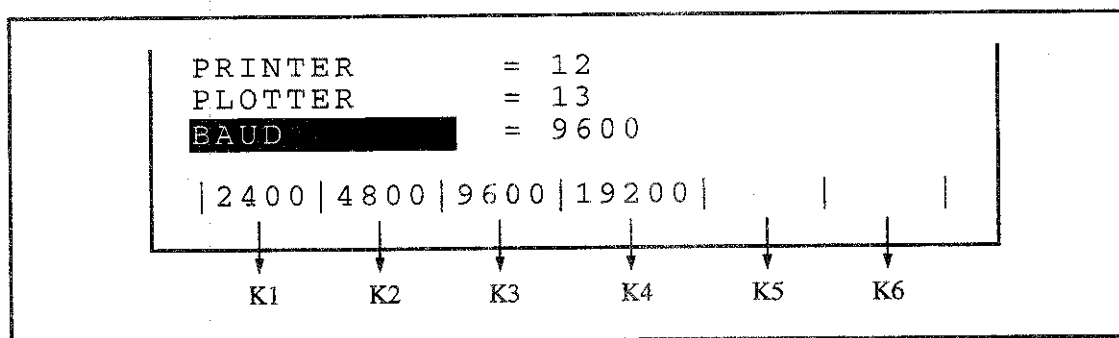 PRINTER = 12
PLOTTER = 13
BAUD = 9600
|2400|4800|9600|19200| | |
K1 K2 K3 K4 K5 K6